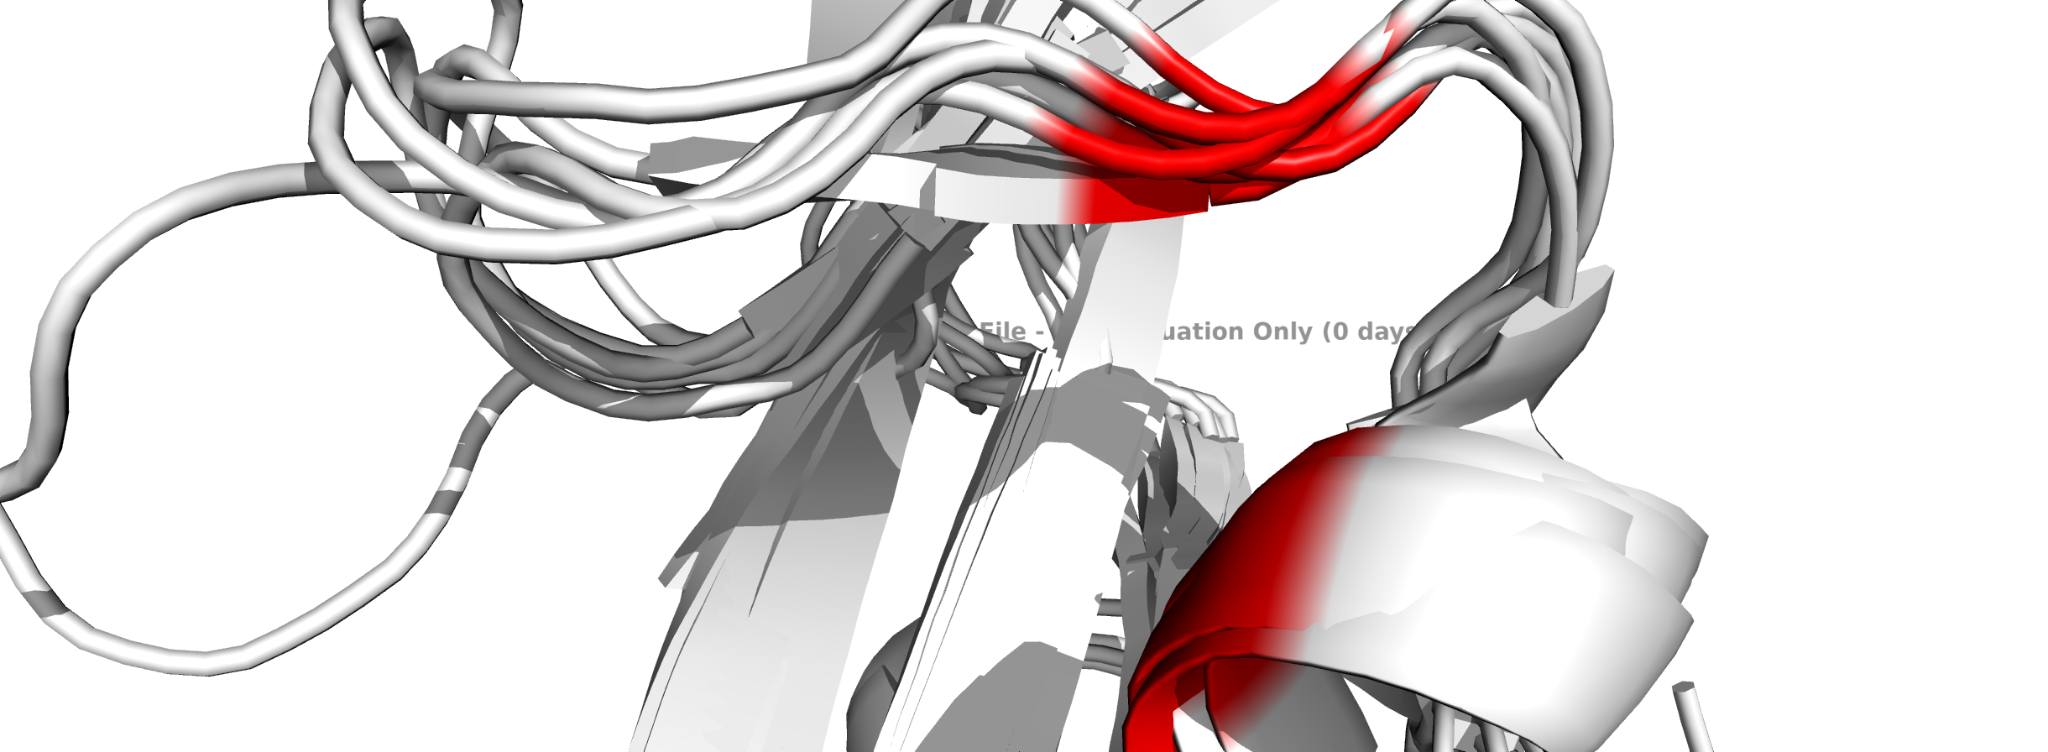 File - uation Only (0 days